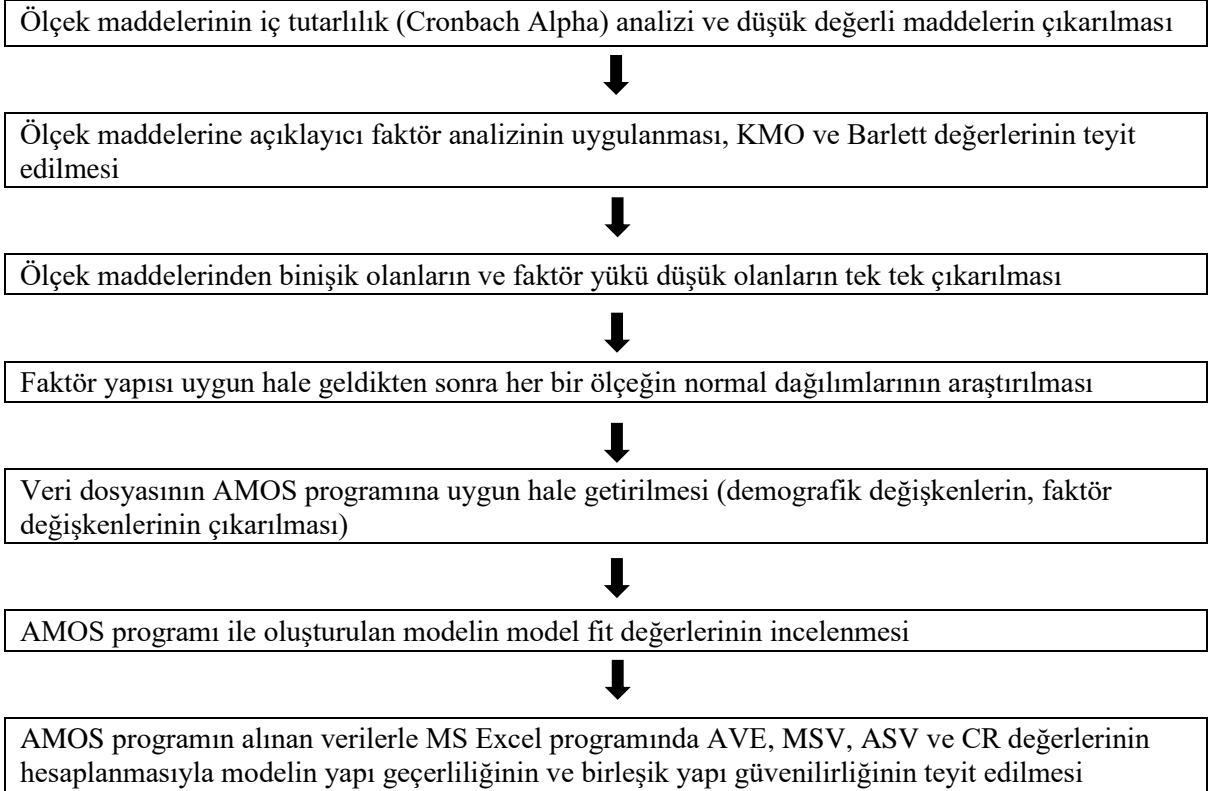 Ölçek maddelerinin iç tutarlılık (Cronbach Alpha) analizi ve düşük değerli maddelerin çıkarılması
Ölçek maddelerine açıklayıcı faktör analizinin uygulanması, KMO ve Barlett değerlerinin teyit
edilmesi
Ölçek maddelerinden binişik olanların ve faktör yükü düşük olanların tek tek çıkarılması
Faktör yapısı uygun hale geldikten sonra her bir ölçeğin normal dağılımlarının araştırılması
Veri dosyasının AMOS programına uygun hale getirilmesi (demografik değişkenlerin, faktör
değişkenlerinin çıkarılması)
AMOS programı ile oluşturulan modelin model fit değerlerinin incelenmesi
AMOS programın alınan verilerle MS Excel programında AVE, MSV, ASV ve CR değerlerinin
hesaplanmasıyla modelin yapı geçerliliğinin ve birleşik yapı güvenilirliğinin teyit edilmesi